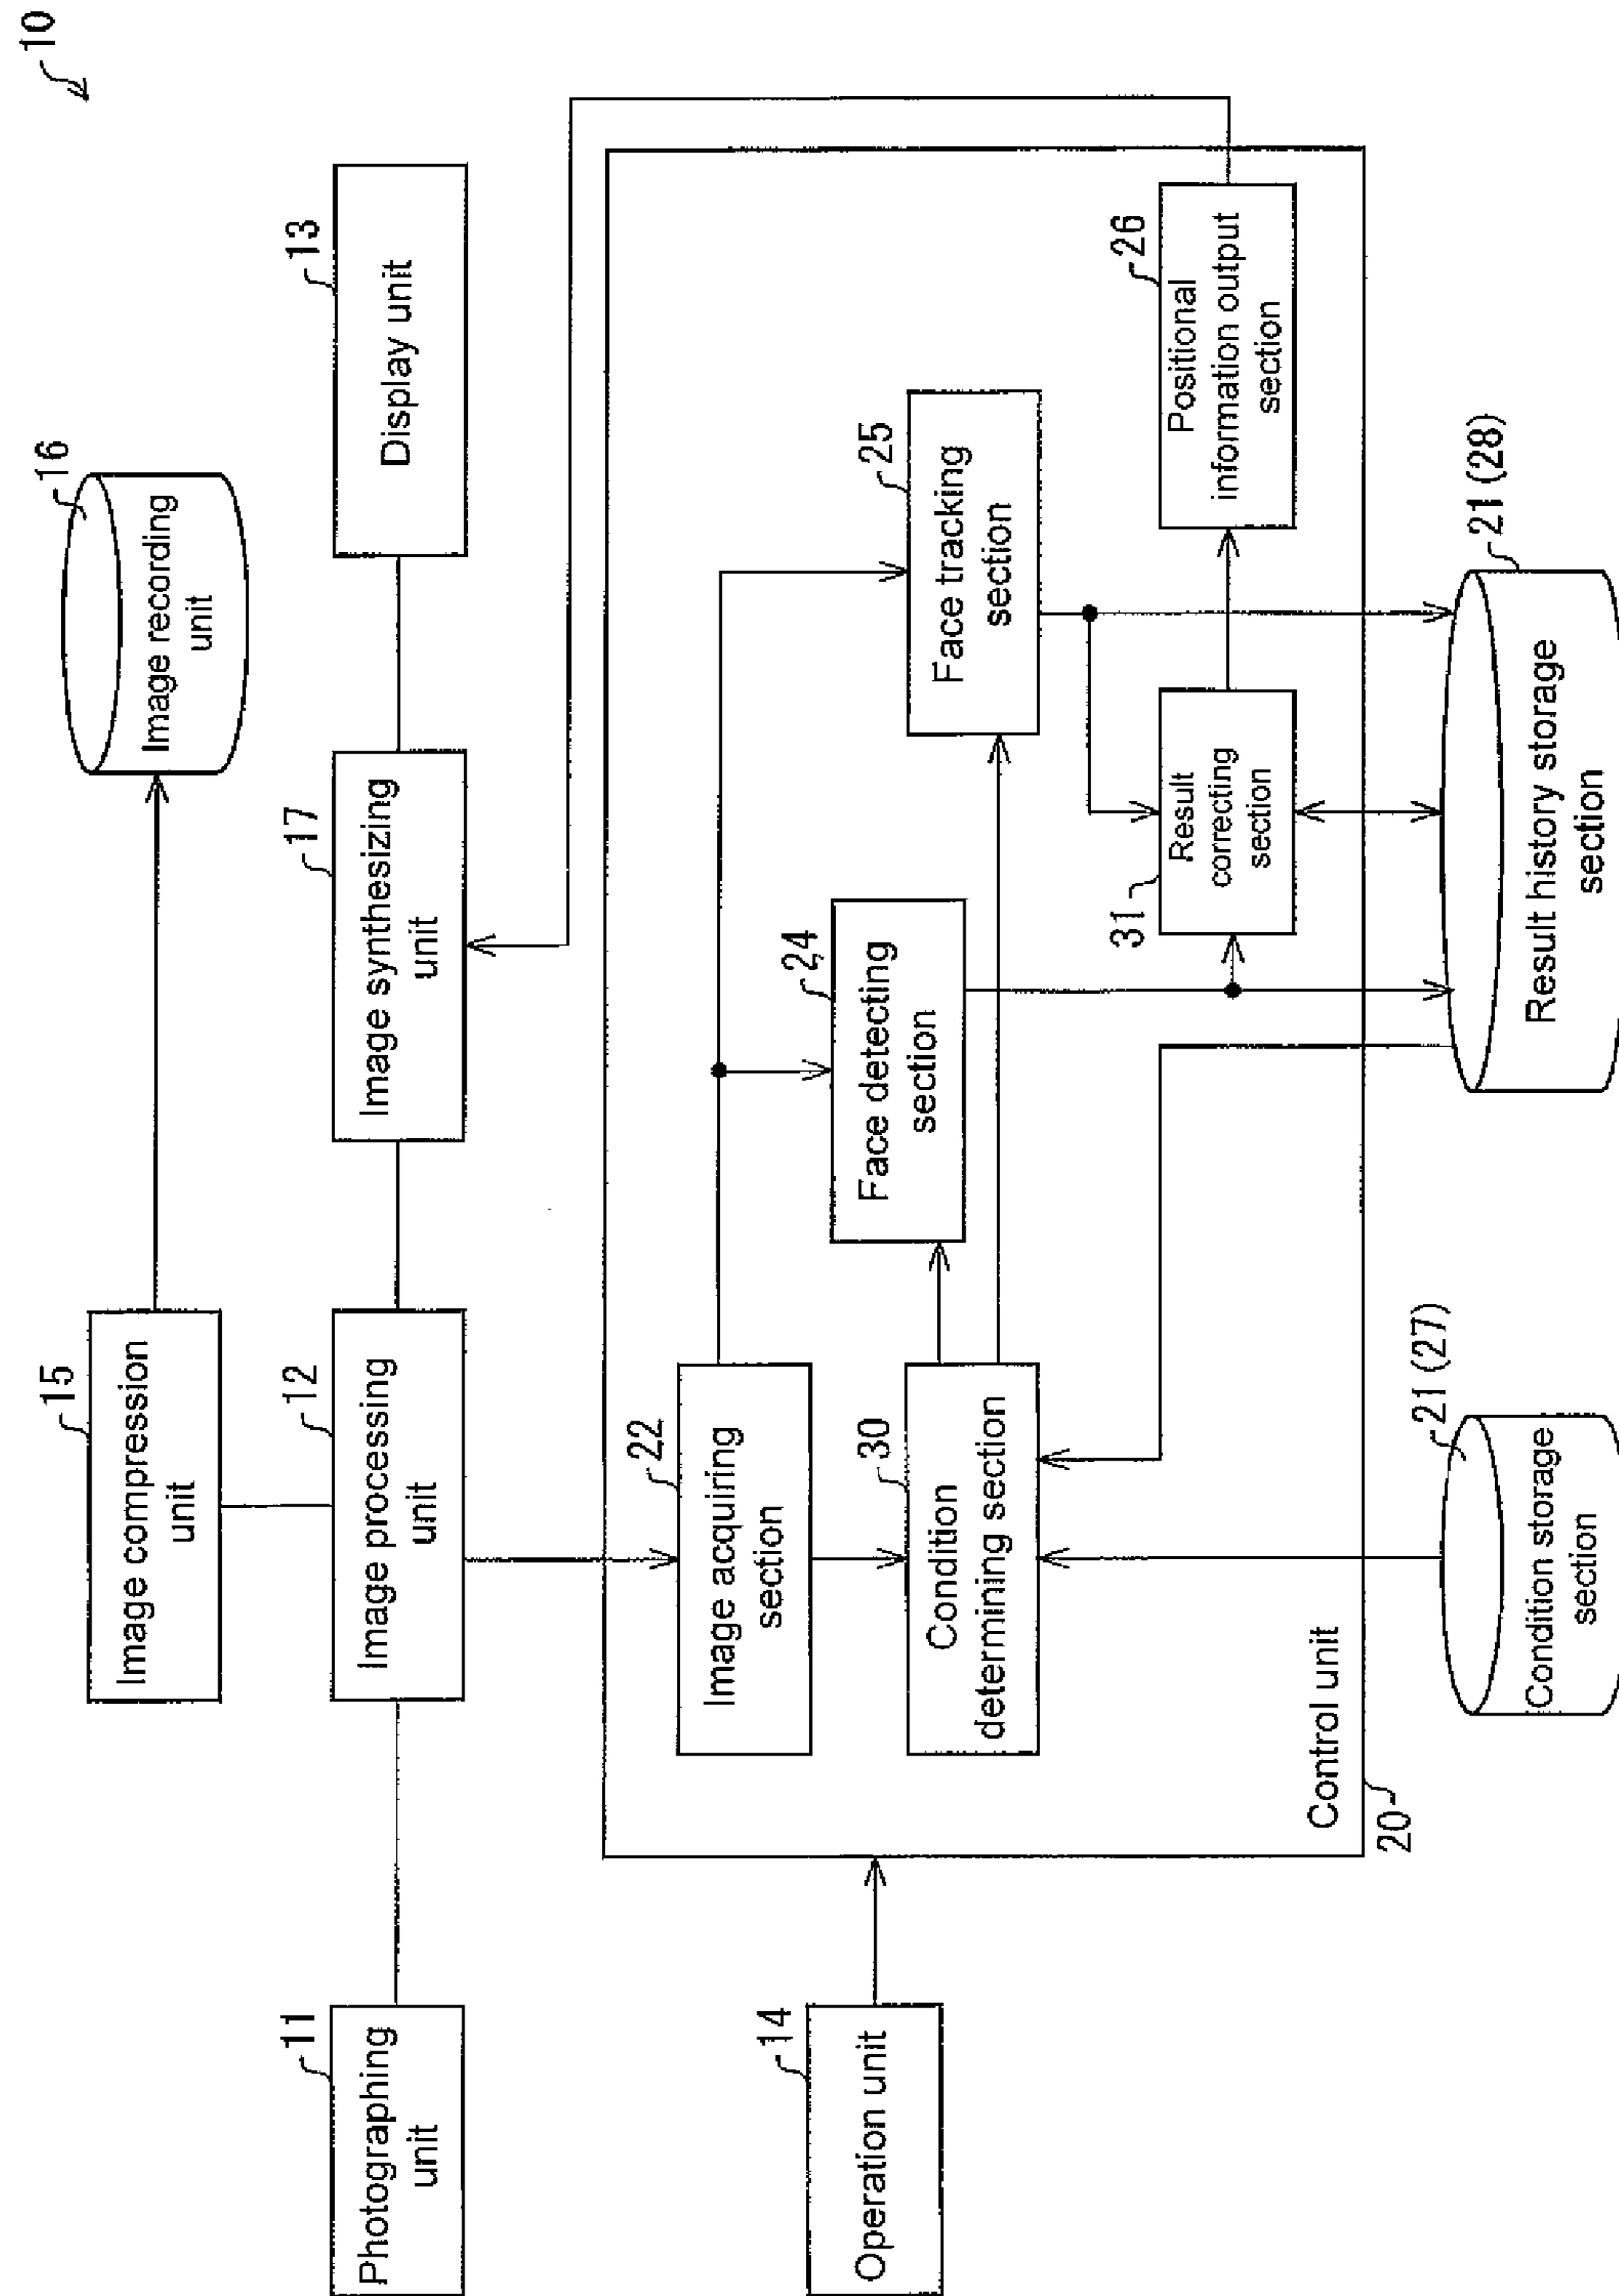 10
15
Image compression
unit
16
Image recording
unit
11
Photographing
unit
12
Image processing
unit
17
Image synthesizing
unit
13
Display unit
14
Operation unit
22
Image acquiring
section
30
Condition
determining section
24
Face detecting
section
25
Face tracking
section
31
Result
correcting
section
26
Positional
information output
section
Control unit
20
21 (27)
Condition storage
section
21 (28)
Result history storage
section